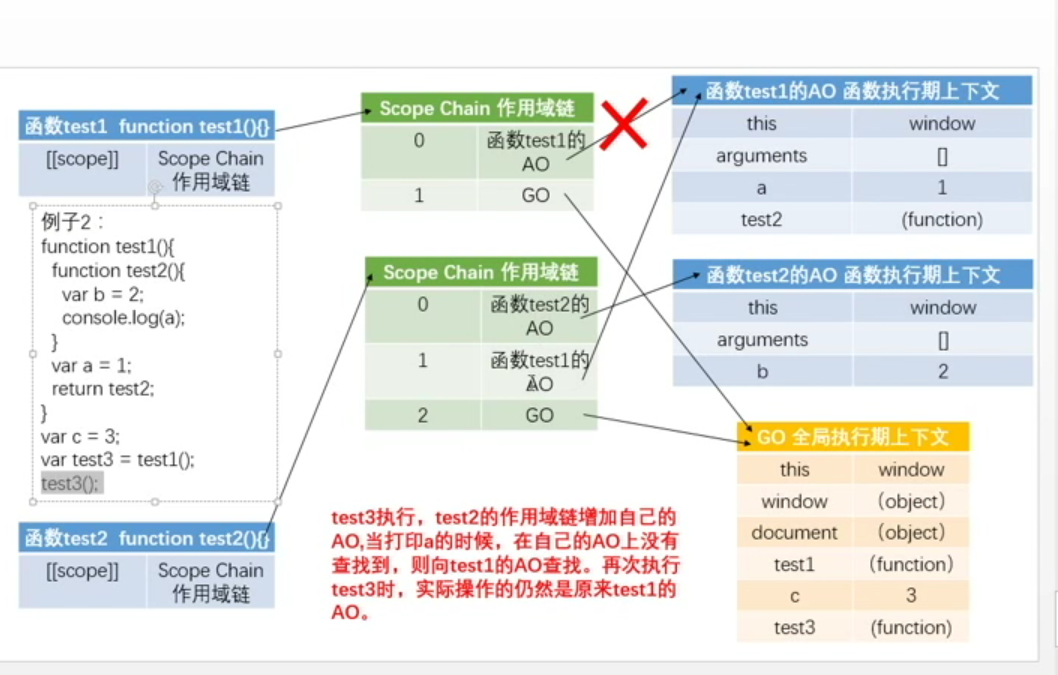 函数test1 function test1(){}
[[scope]] Scope Chain
作用域链
例子2：
function test1(){
function test2(){
var b = 2;
console.log(a);
}
var a = 1;
return test2;
}
var c = 3;
var test3 = test1();
test3();
函数test2 function test2(){}
[[scope]] Scope Chain
作用域链
Scope Chain 作用域链
0 函数test1的
AO
1 GO
Scope Chain 作用域链
0 函数test2的
AO
1 函数test1的
AO
2 GO
test3执行，test2的作用域链增加自己的
AO,当打印a的时候，在自己的AO上没有
查找到，则向test1的AO查找。再次执行
test3时，实际操作的仍然是原来test1的
AO。
函数test1的AO 函数执行期上下文
this window
arguments []
a 1
test2 (function)
函数test2的AO 函数执行期上下文
this window
arguments []
b 2
GO 全局执行期上下文
this window
window （object）
document （object）
test1 （function）
c 3
test3 (function)